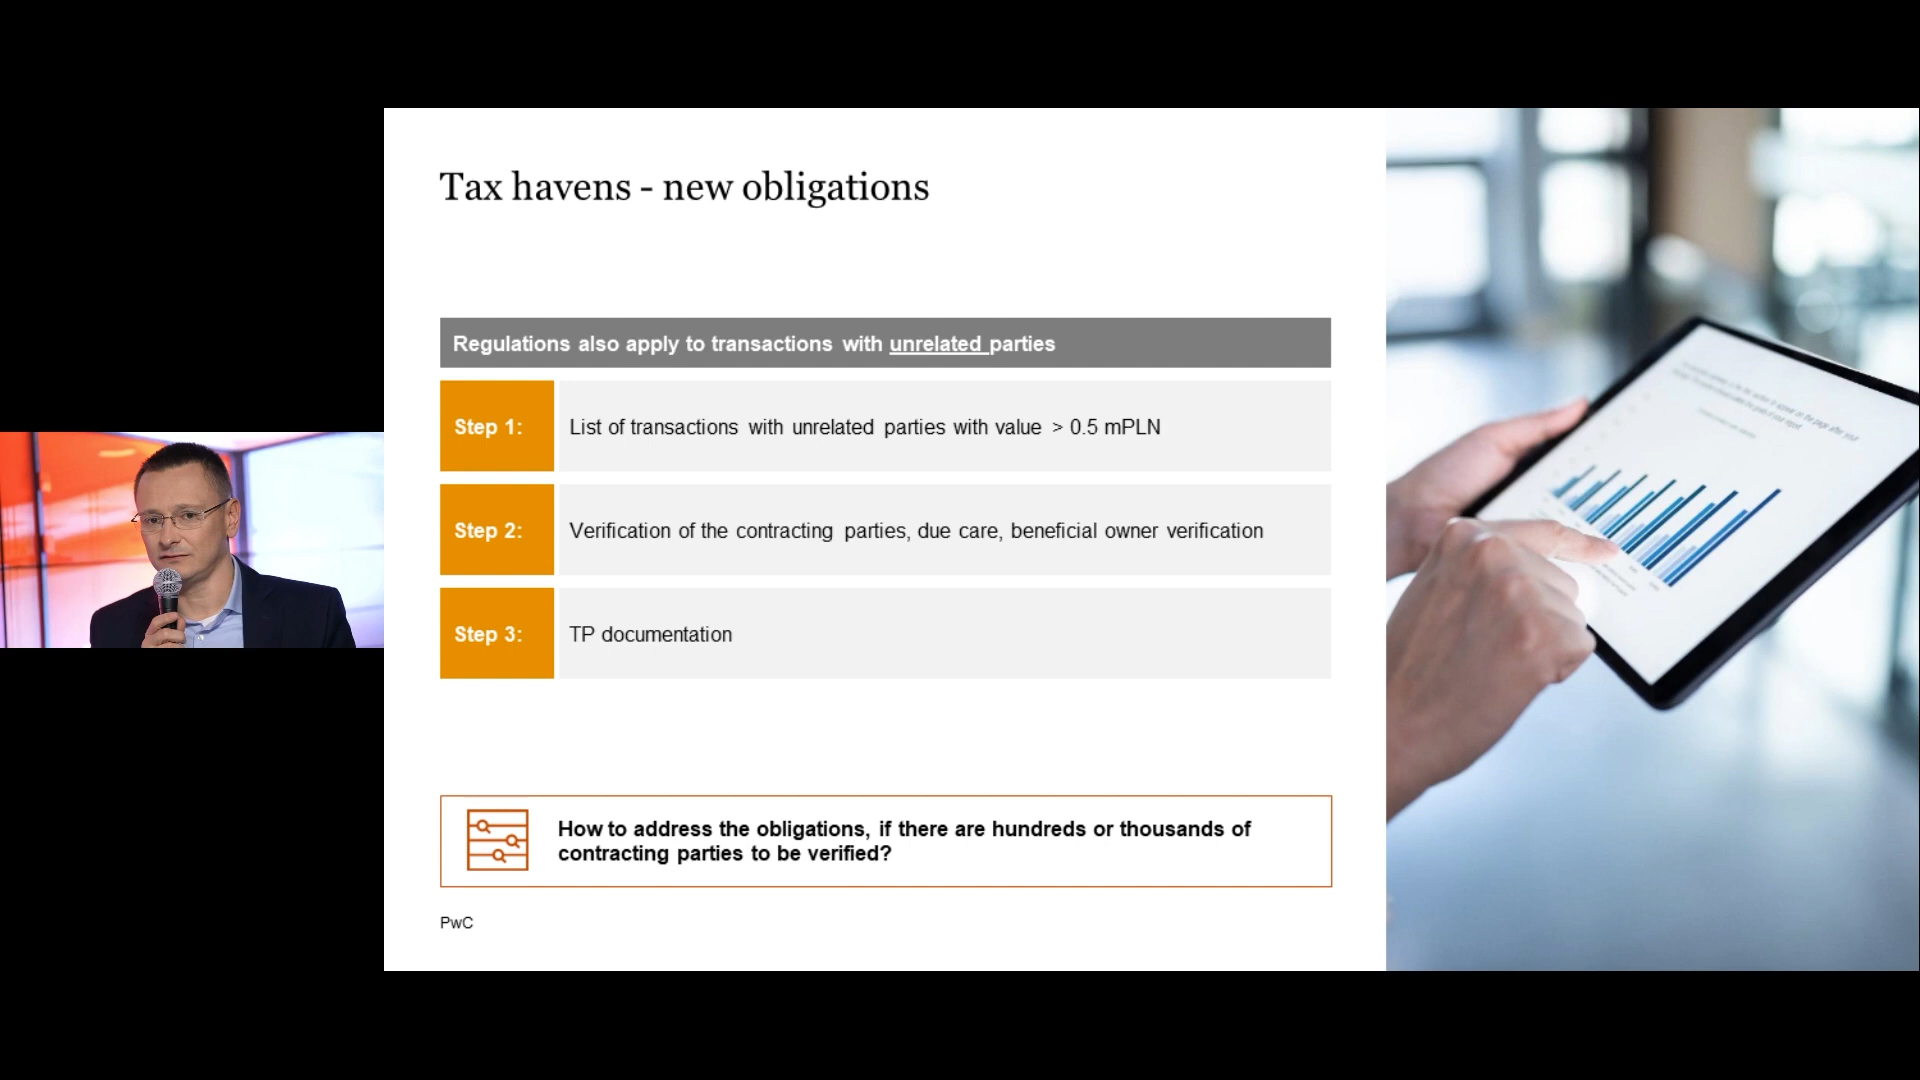 Tax havens - new obligations
Regulations also apply to transactions with unrelated parties
Step 1:
List of transactions with unrelated parties with value > 0.5 mPLN
Step 2:
Verification of the contracting parties, due care, beneficial owner verification
Step 3:
TP documentation
How to address the obligations, if there are hundreds or thousands of
contracting parties to be verified?
PwC